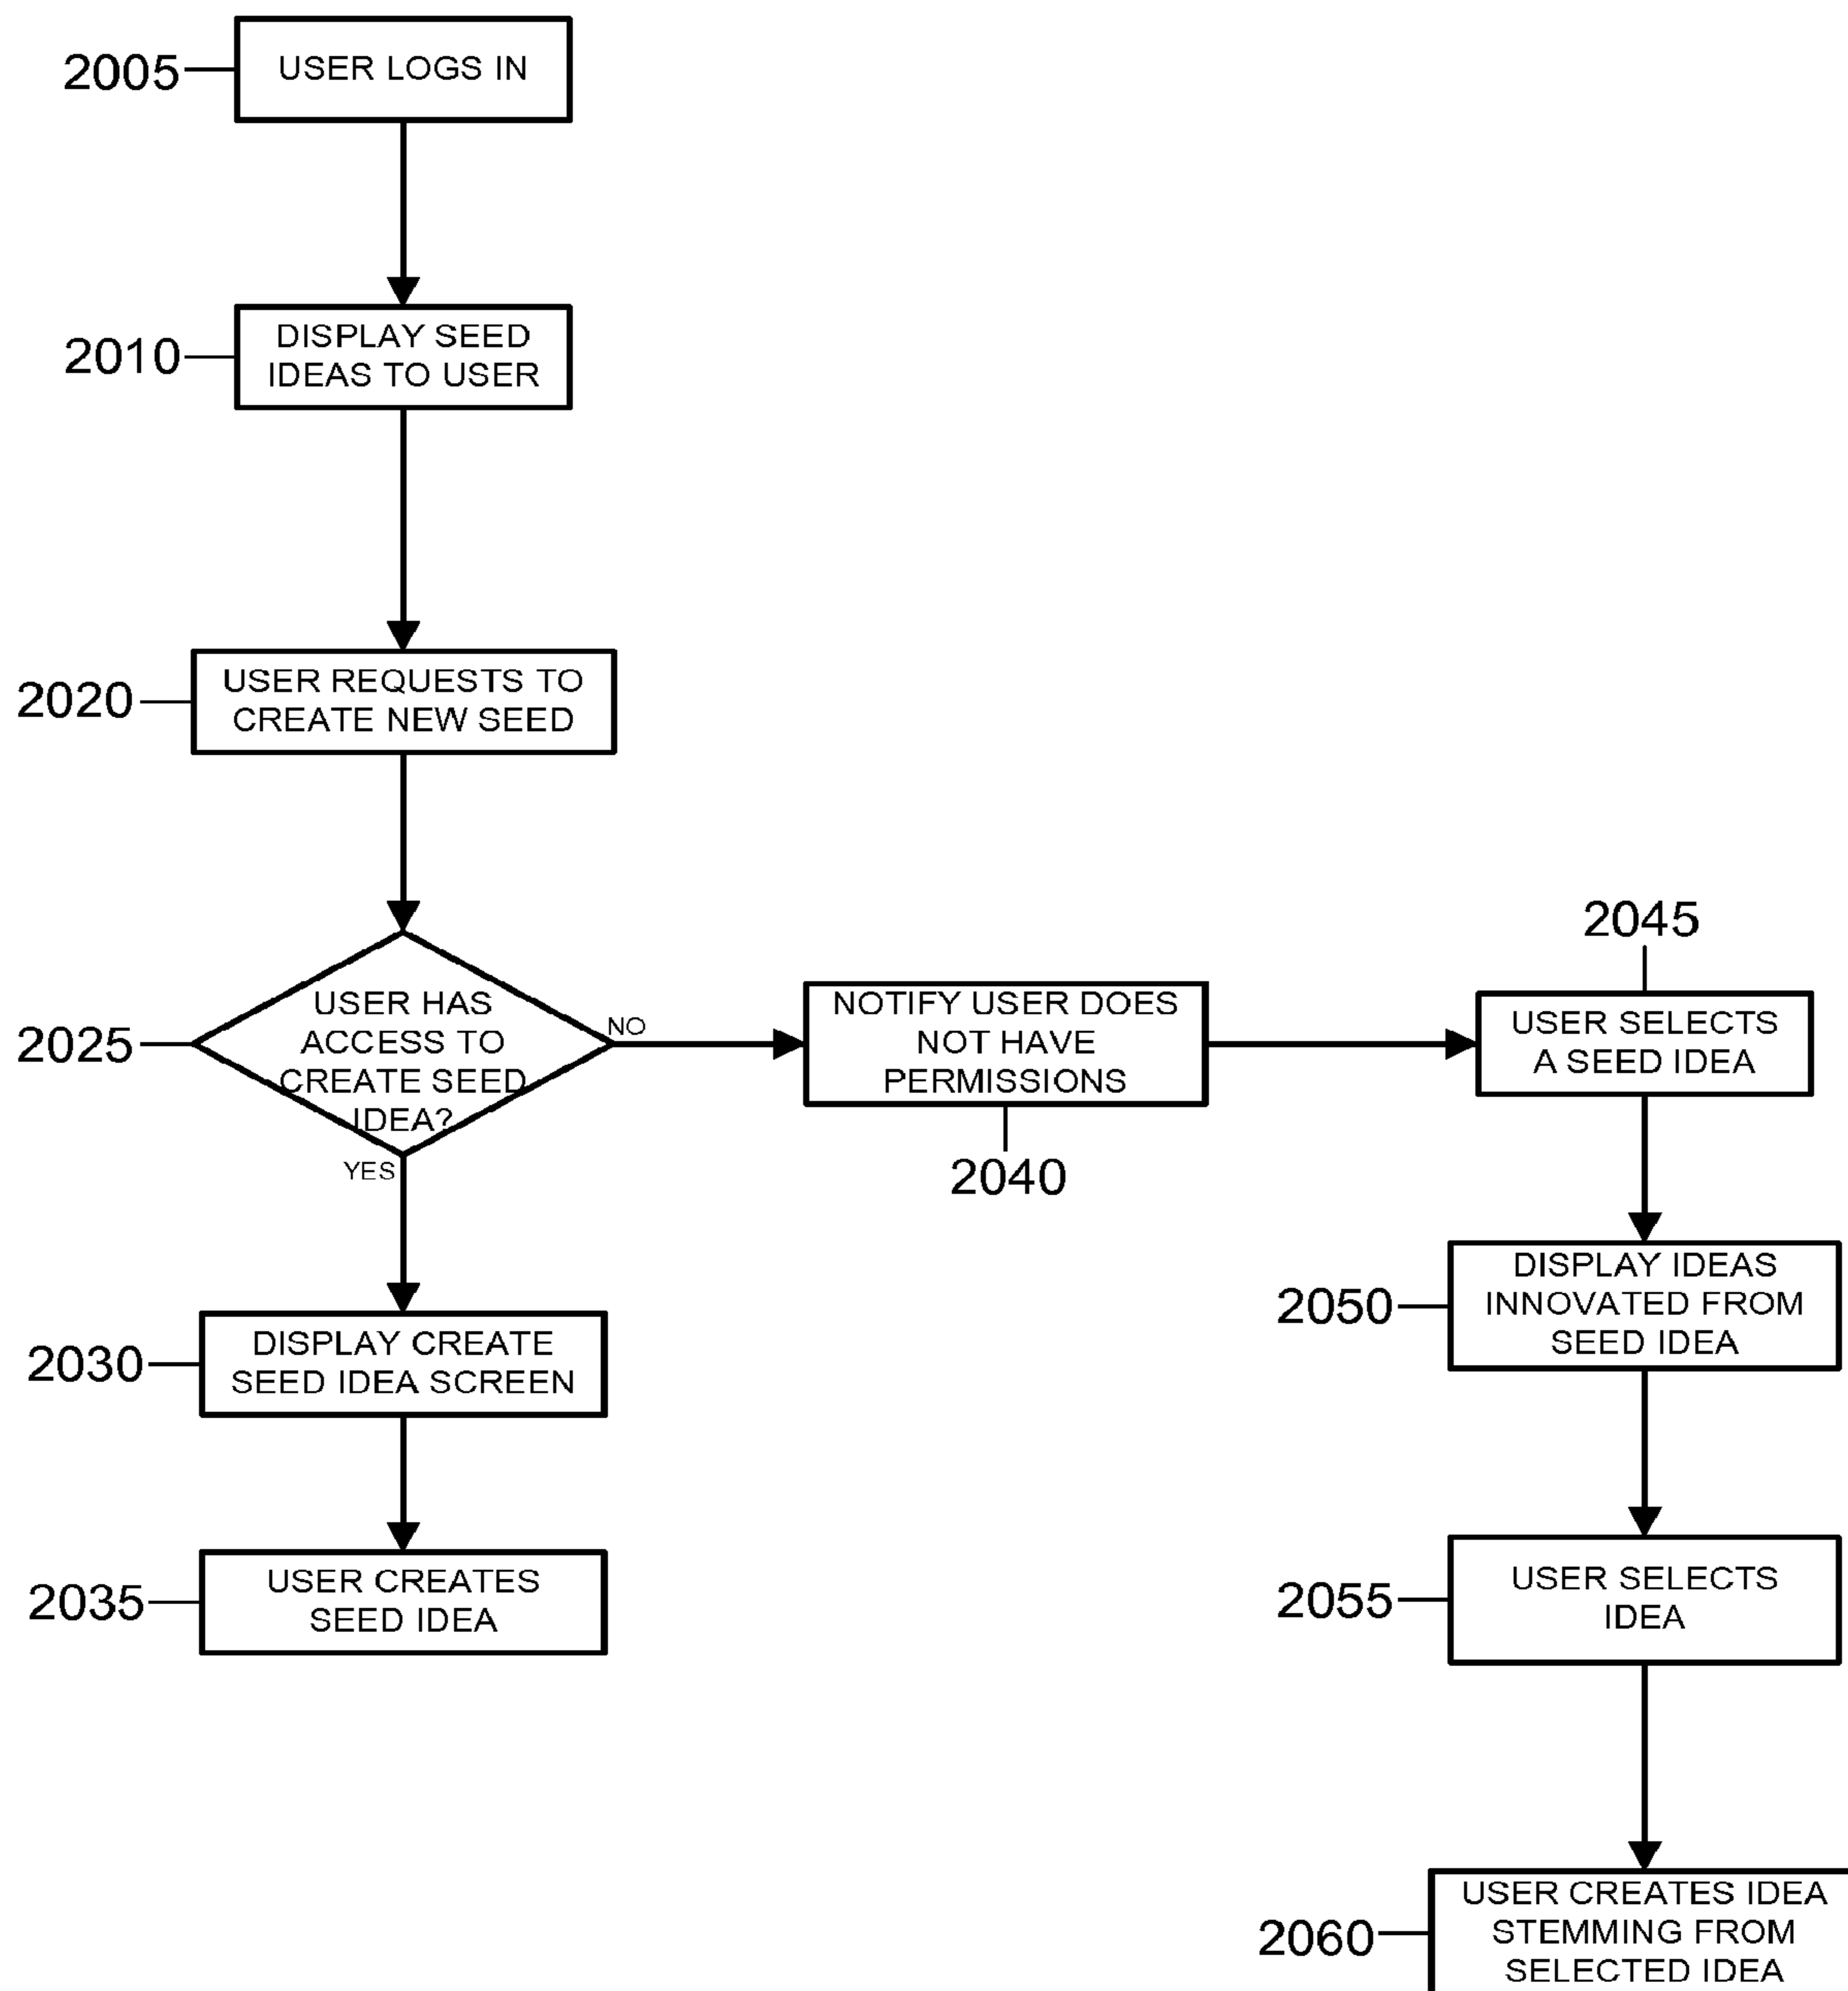 2005
USER LOGS IN
2010
DISPLAY SEED
IDEAS TO USER
2020
USER REQUESTS TO
CREATE NEW SEED
2025
USER HAS
ACCESS TO
CREATE SEED
IDEA?
NO
YES
NOTIFY USER DOES
NOT HAVE
PERMISSIONS
2040
2045
USER SELECTS
A SEED IDEA
2030
DISPLAY CREATE
SEED IDEA SCREEN
2035
USER CREATES
SEED IDEA
2050
DISPLAY IDEAS
INNOVATED FROM
SEED IDEA
2055
USER SELECTS
IDEA
2060
USER CREATES IDEA
STEMMING FROM
SELECTED IDEA